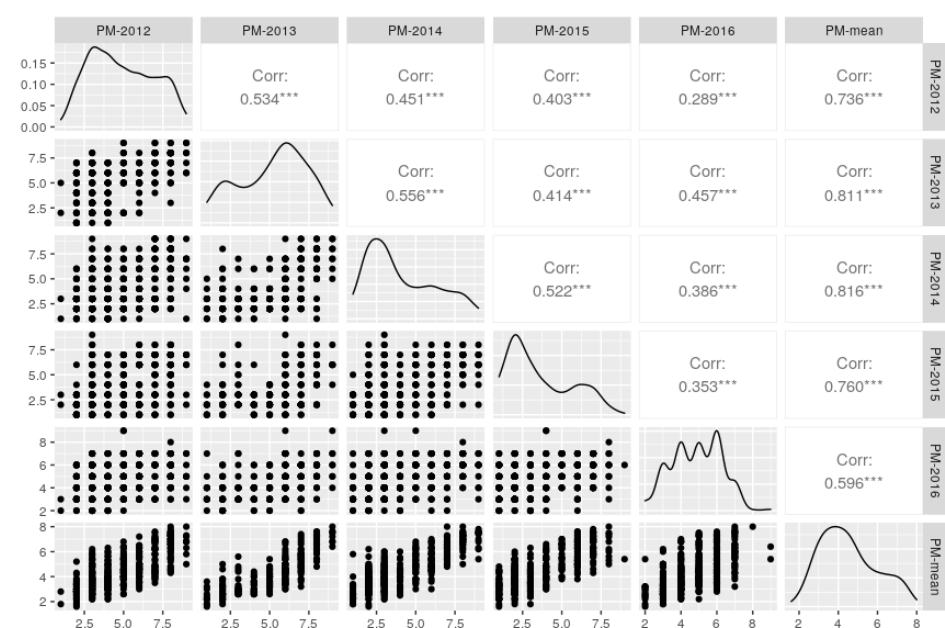 PM-2012 PM-2013 PM-2014 PM-2015 PM-2016 PM-mean
0.15
0.10
0.05
0.00
Corr:
0.534***
Corr:
0.451***
Corr:
0.403***
Corr:
0.289***
Corr:
0.736***
PM-2012
7.5
5.0
2.5
Corr:
0.556***
Corr:
0.414***
Corr:
0.457***
Corr:
0.811***
PM-2013
7.5
5.0
2.5
Corr:
0.522***
Corr:
0.386***
Corr:
0.816***
PM-2014
7.5
5.0
2.5
Corr:
0.353***
Corr:
0.760***
PM-2015
8
6
4
2
Corr:
0.596***
PM-2016
8
6
4
2
PM-mean
2.5 5.0 7.5 2.5 5.0 7.5 2.5 5.0 7.5 2.5 5.0 7.5 2 4 6 8 2 4 6 8